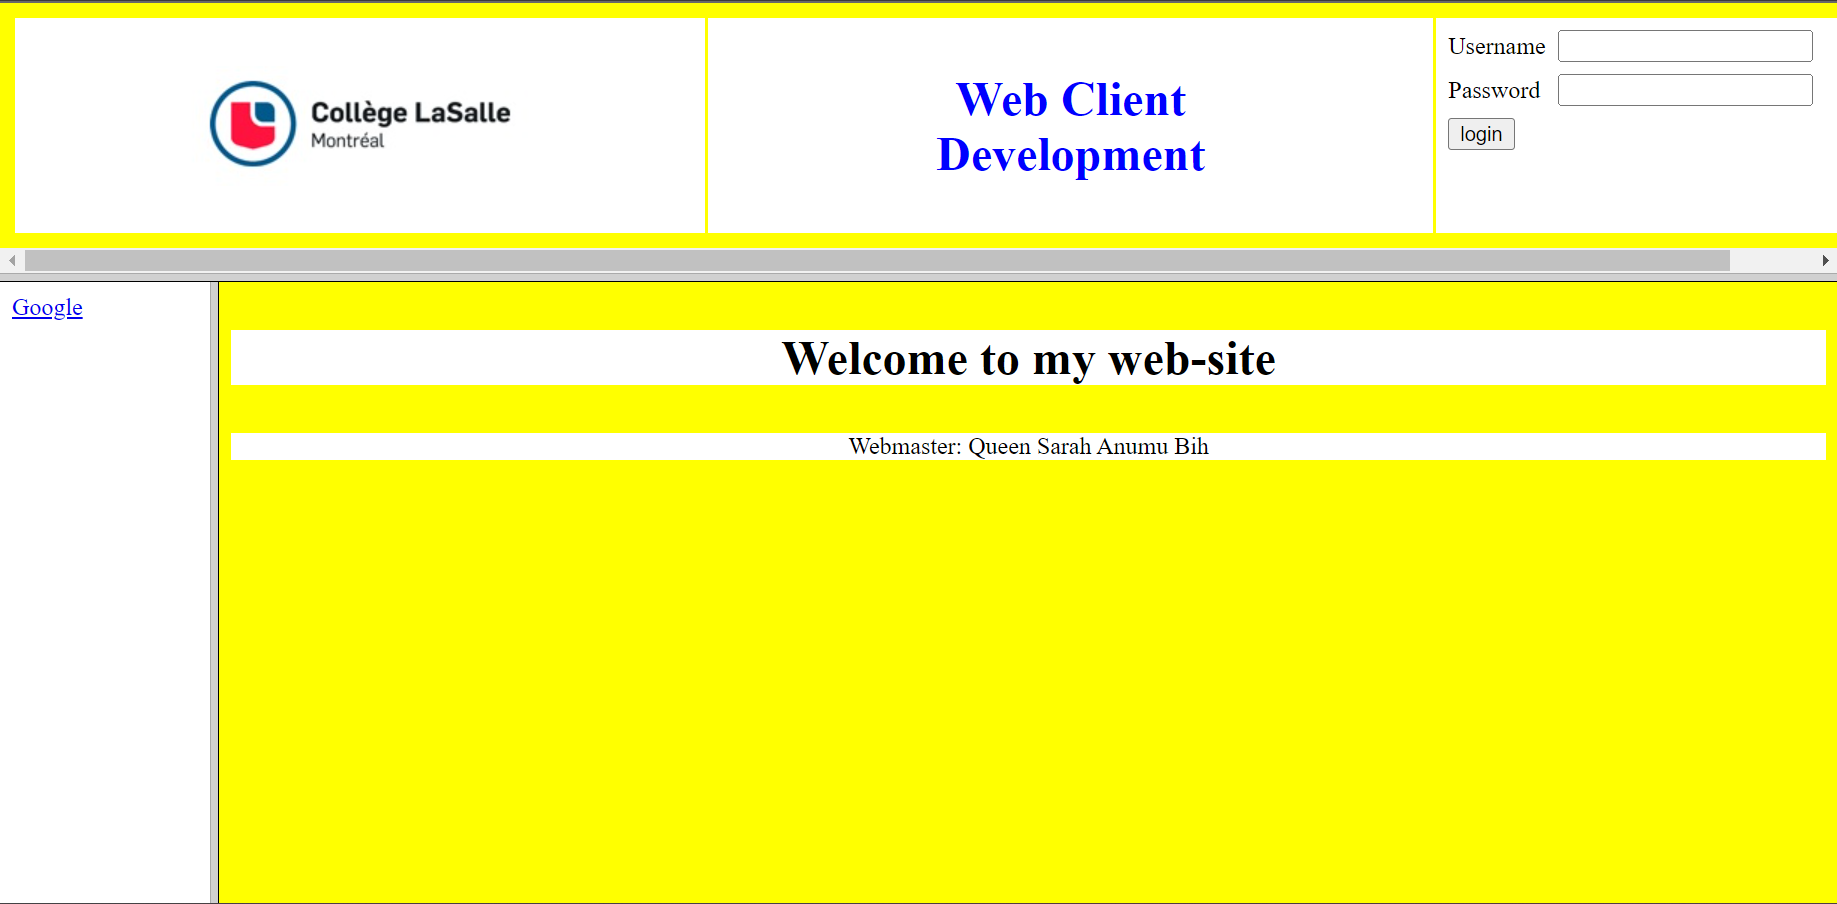 Collège LaSalle
Montréal
Web Client
Development
Username
Password
login
Google
Welcome to my web-site
Webmaster: Queen Sarah Anumu Bih